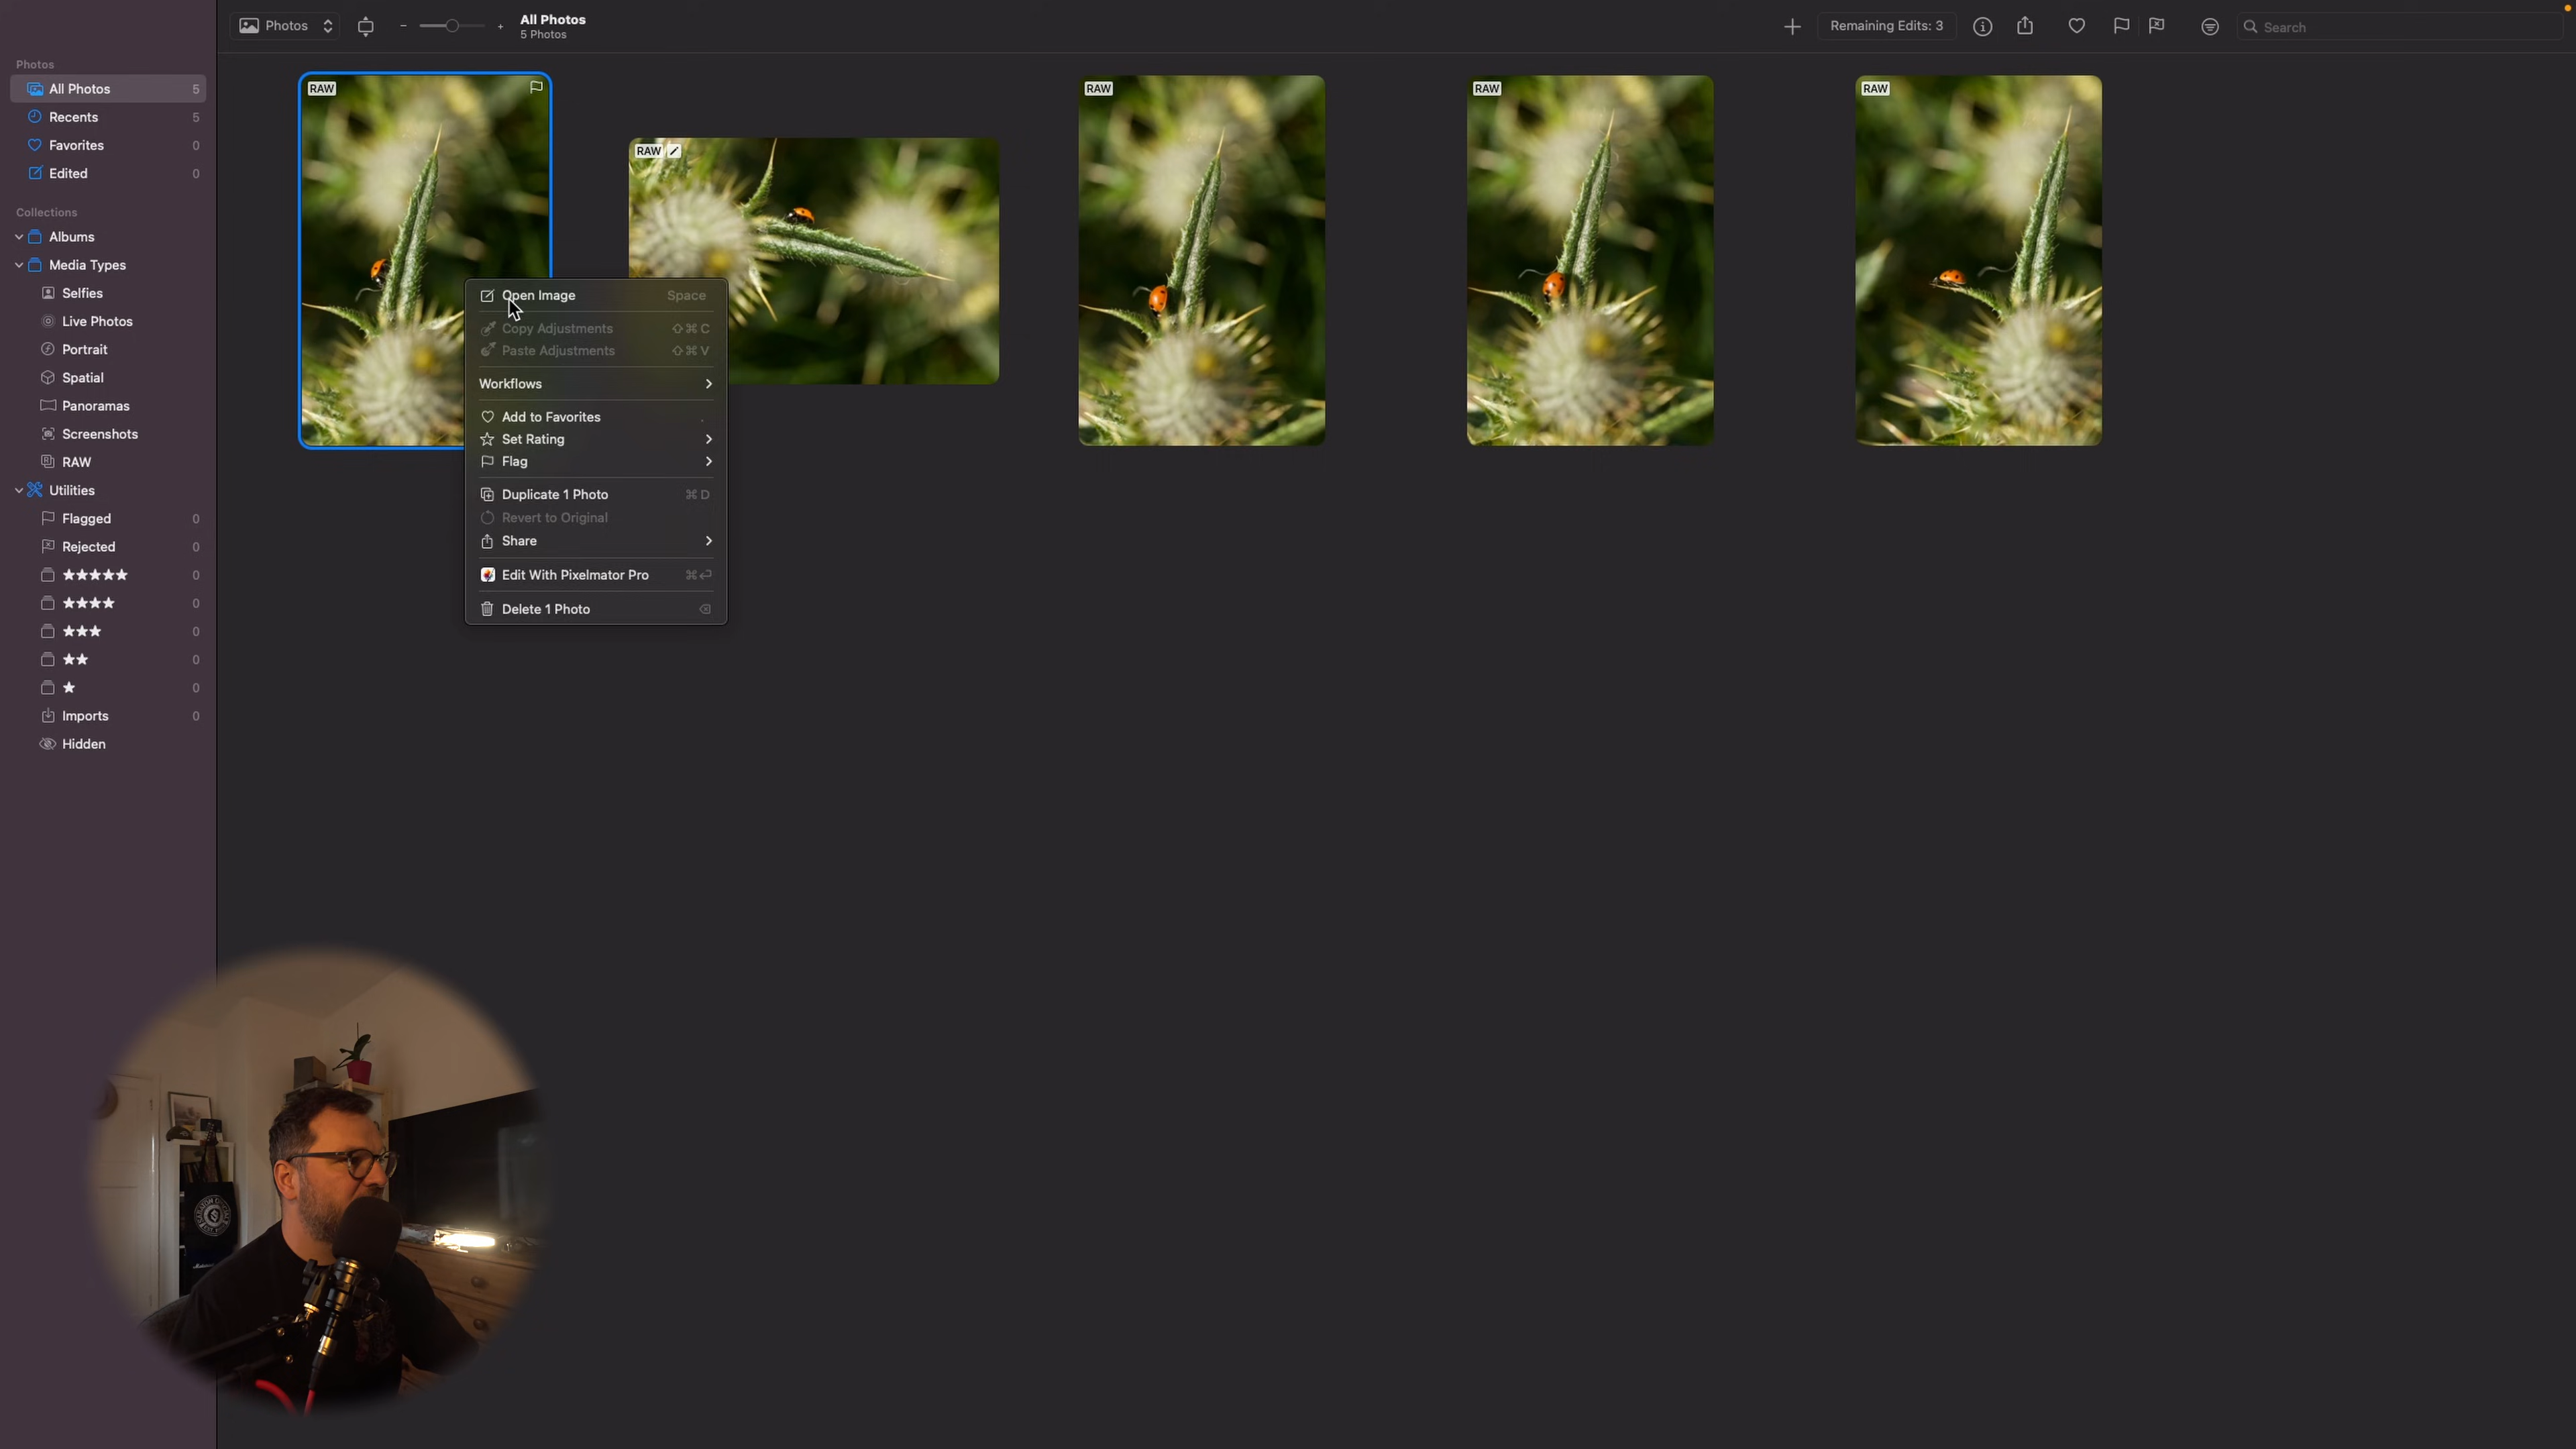 Photos
All Photos
5 Photos
Remaining Edits: 3
Search
Photos
All Photos 5
Recents 5
Favorites 0
Edited 0
Collections
Albums
Media Types
Selfies
Live Photos
Portrait
Spatial
Panoramas
Screenshots
RAW
Utilities
Flagged 0
Rejected 0
★★★★★ 0
★★★★ 0
★★★ 0
★★ 0
★ 0
Imports 0
Hidden
RAW
RAW
RAW
RAW
RAW
Open Image Space
Copy Adjustments ⇧⌘C
Paste Adjustments ⇧⌘V
Workflows
Add to Favorites .
Set Rating
Flag
Duplicate 1 Photo ⌘D
Revert to Original
Share
Edit With Pixelmator Pro ⌘↩
Delete 1 Photo ⌫